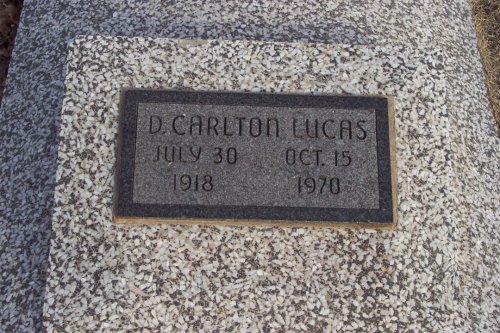 D. CARLTON LUCAS
JULY 30 OCT. 15
1918 1970